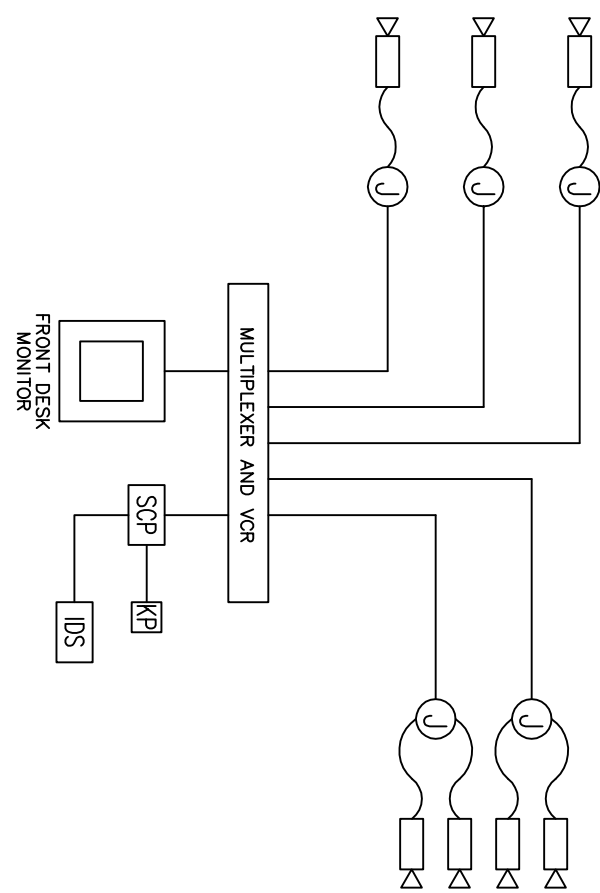 J
J
J
J
J
MULTIPLEXER AND VCR
SCP
KP
IDS
FRONT DESK
MONITOR